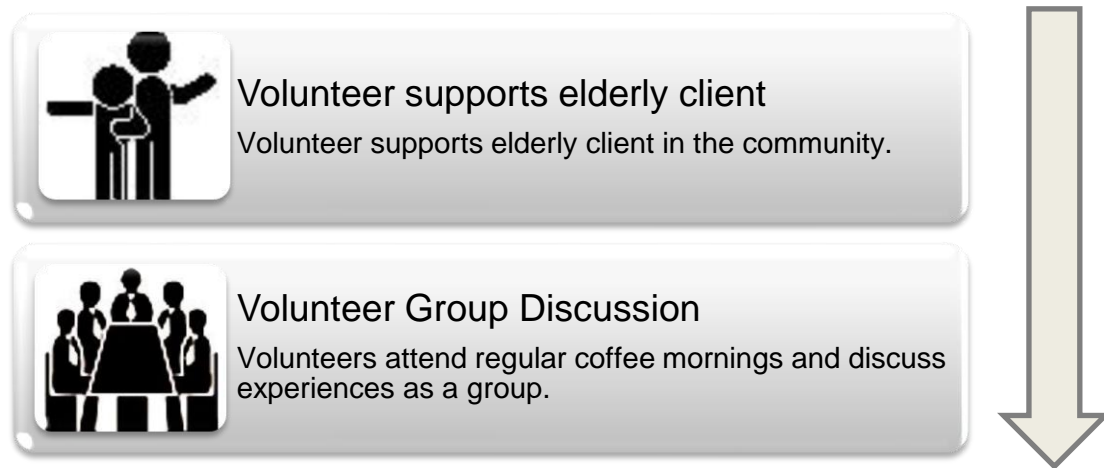 Volunteer supports elderly client
Volunteer supports elderly client in the community.
Volunteer Group Discussion
Volunteers attend regular coffee mornings and discuss
experiences as a group.